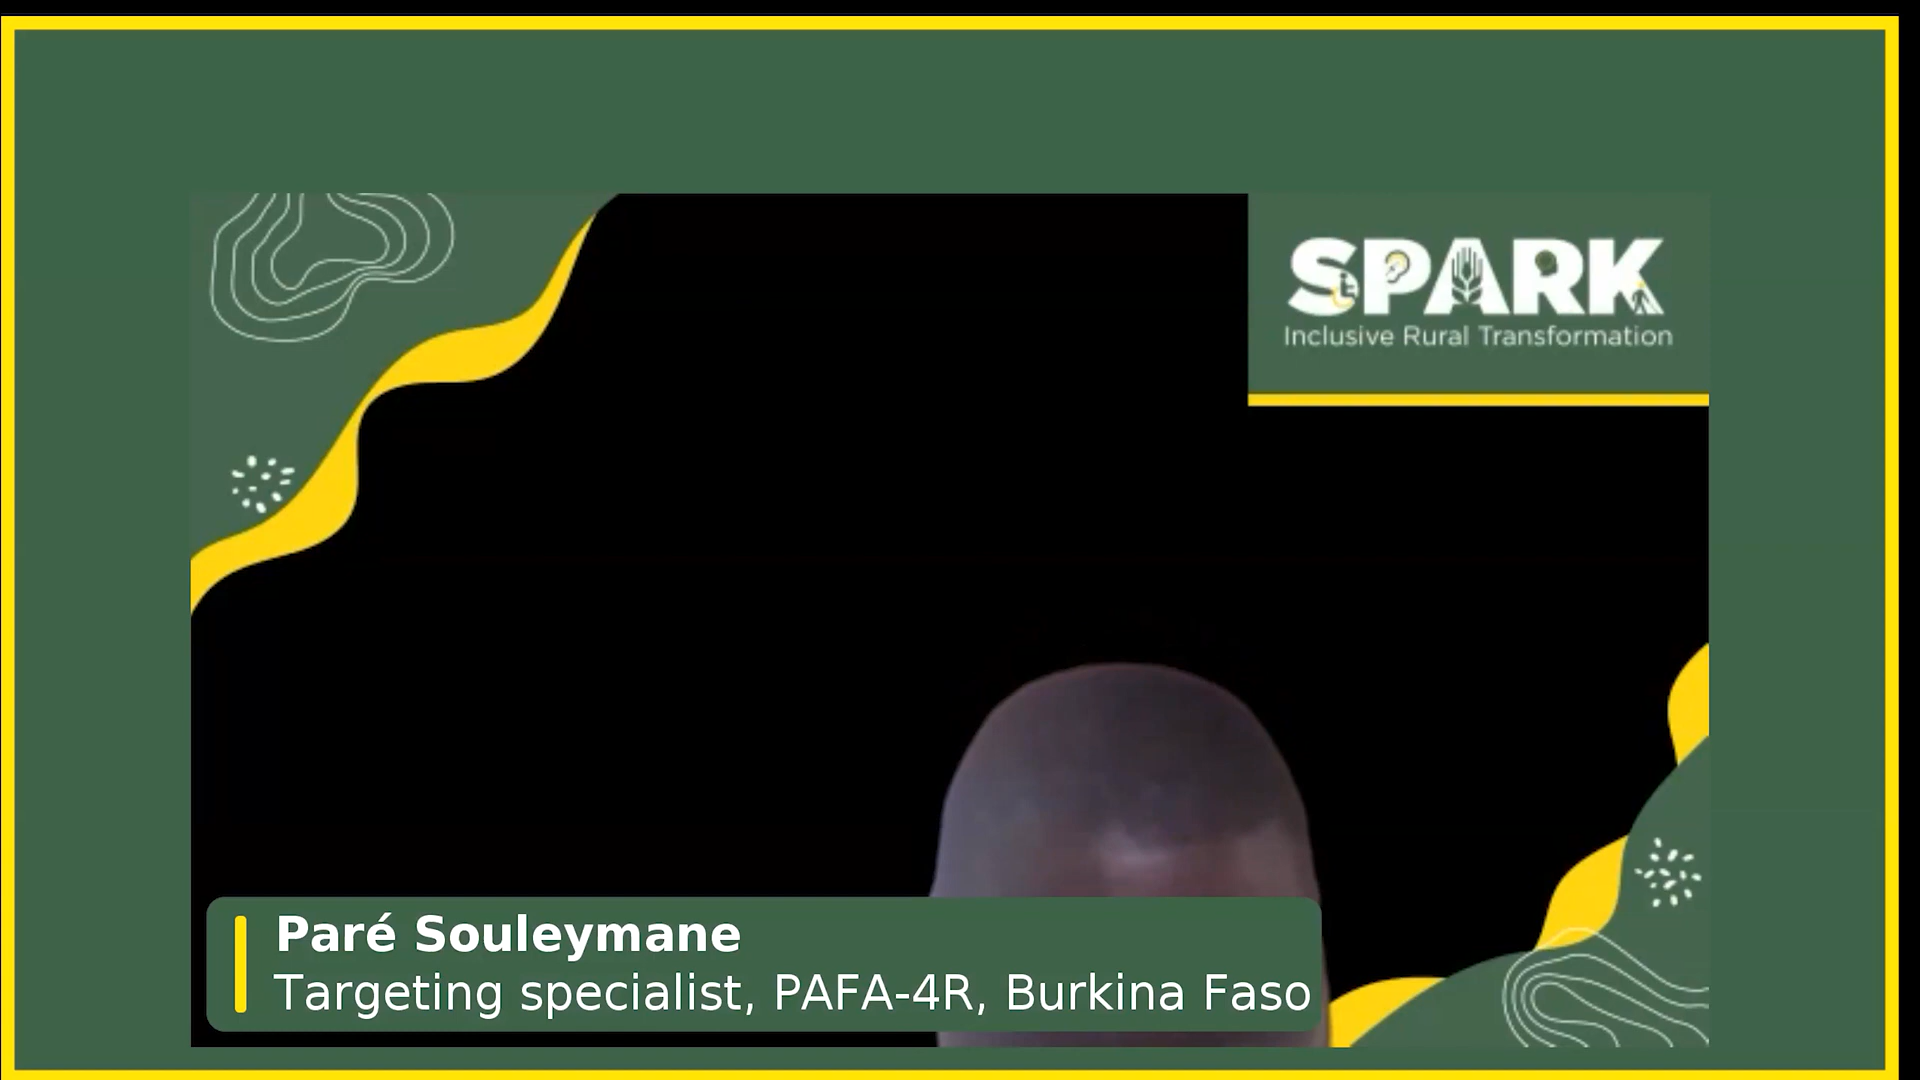 SPARK
Inclusive Rural Transformation
Paré Souleymane
Targeting specialist, PAFA-4R, Burkina Faso